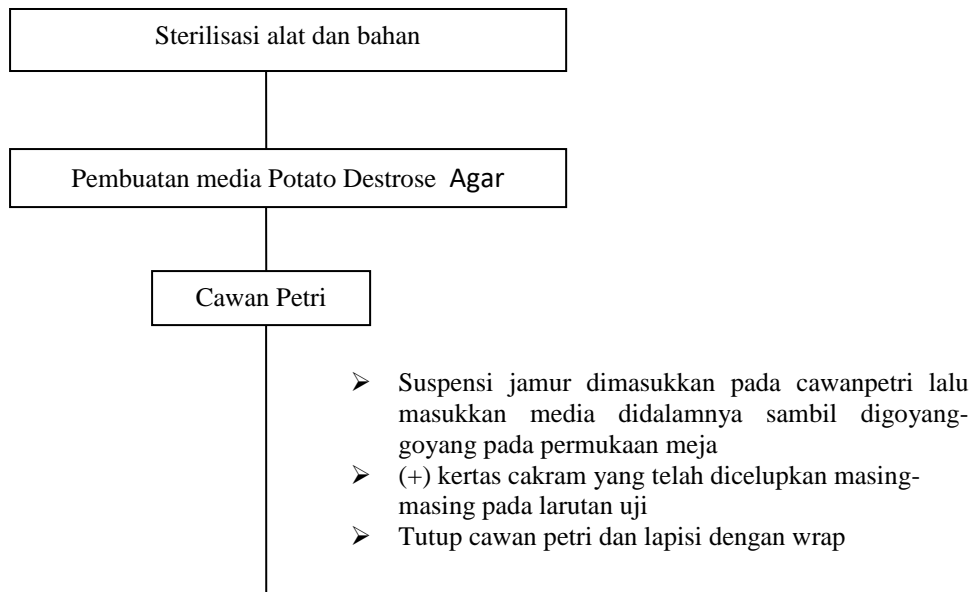 Sterilisasi alat dan bahan
Pembuatan media Potato Destrose Agar
Cawan Petri
➢ Suspensi jamur dimasukkan pada cawanpetri lalu
masukkan media didalamnya sambil digoyang-
goyang pada permukaan meja
➢ (+) kertas cakram yang telah dicelupkan masing-
masing pada larutan uji
➢ Tutup cawan petri dan lapisi dengan wrap